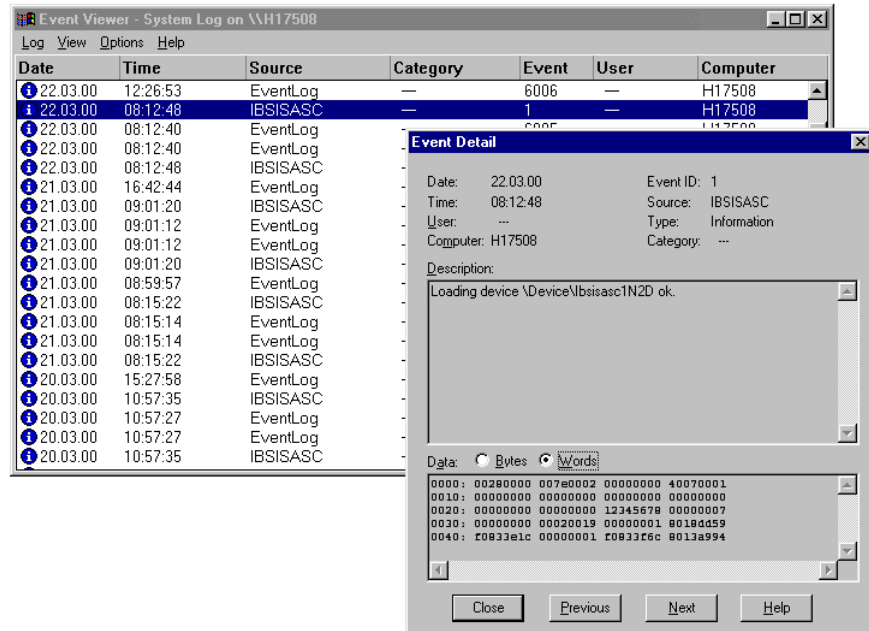 Event Viewer - System Log on \\H17508
Log View Options Help
Date Time Source Category Event User Computer
22.03.00 12:26:53 EventLog — 6006 — H17508
22.03.00 08:12:48 IBSISASC — 1 — H17508
22.03.00 08:12:40 EventLog
22.03.00 08:12:40 EventLog
22.03.00 08:12:48 IBSISASC
21.03.00 16:42:44 EventLog
21.03.00 09:01:20 IBSISASC
21.03.00 09:01:12 EventLog
21.03.00 09:01:12 EventLog
21.03.00 09:01:20 IBSISASC
21.03.00 08:59:57 EventLog
21.03.00 08:15:22 IBSISASC
21.03.00 08:15:14 EventLog
21.03.00 08:15:14 EventLog
21.03.00 08:15:22 IBSISASC
20.03.00 15:27:58 EventLog
20.03.00 10:57:35 IBSISASC
20.03.00 10:57:27 EventLog
20.03.00 10:57:27 EventLog
20.03.00 10:57:35 IBSISASC
Event Detail
Date: 22.03.00 Event ID: 1
Time: 08:12:48 Source: IBSISASC
User: --- Type: Information
Computer: H17508 Category: ---
Description:
Loading device \Device\Ibsisasc1N2D ok.
Data: Bytes Words
0000: 00280000 007e0002 00000000 40070001
0010: 00000000 00000000 00000000 00000000
0020: 00000000 00000000 12345678 00000007
0030: 00000000 00020019 00000001 8018dd59
0040: f0833e1c 00000001 f0833f6c 8013a994
Close Previous Next Help